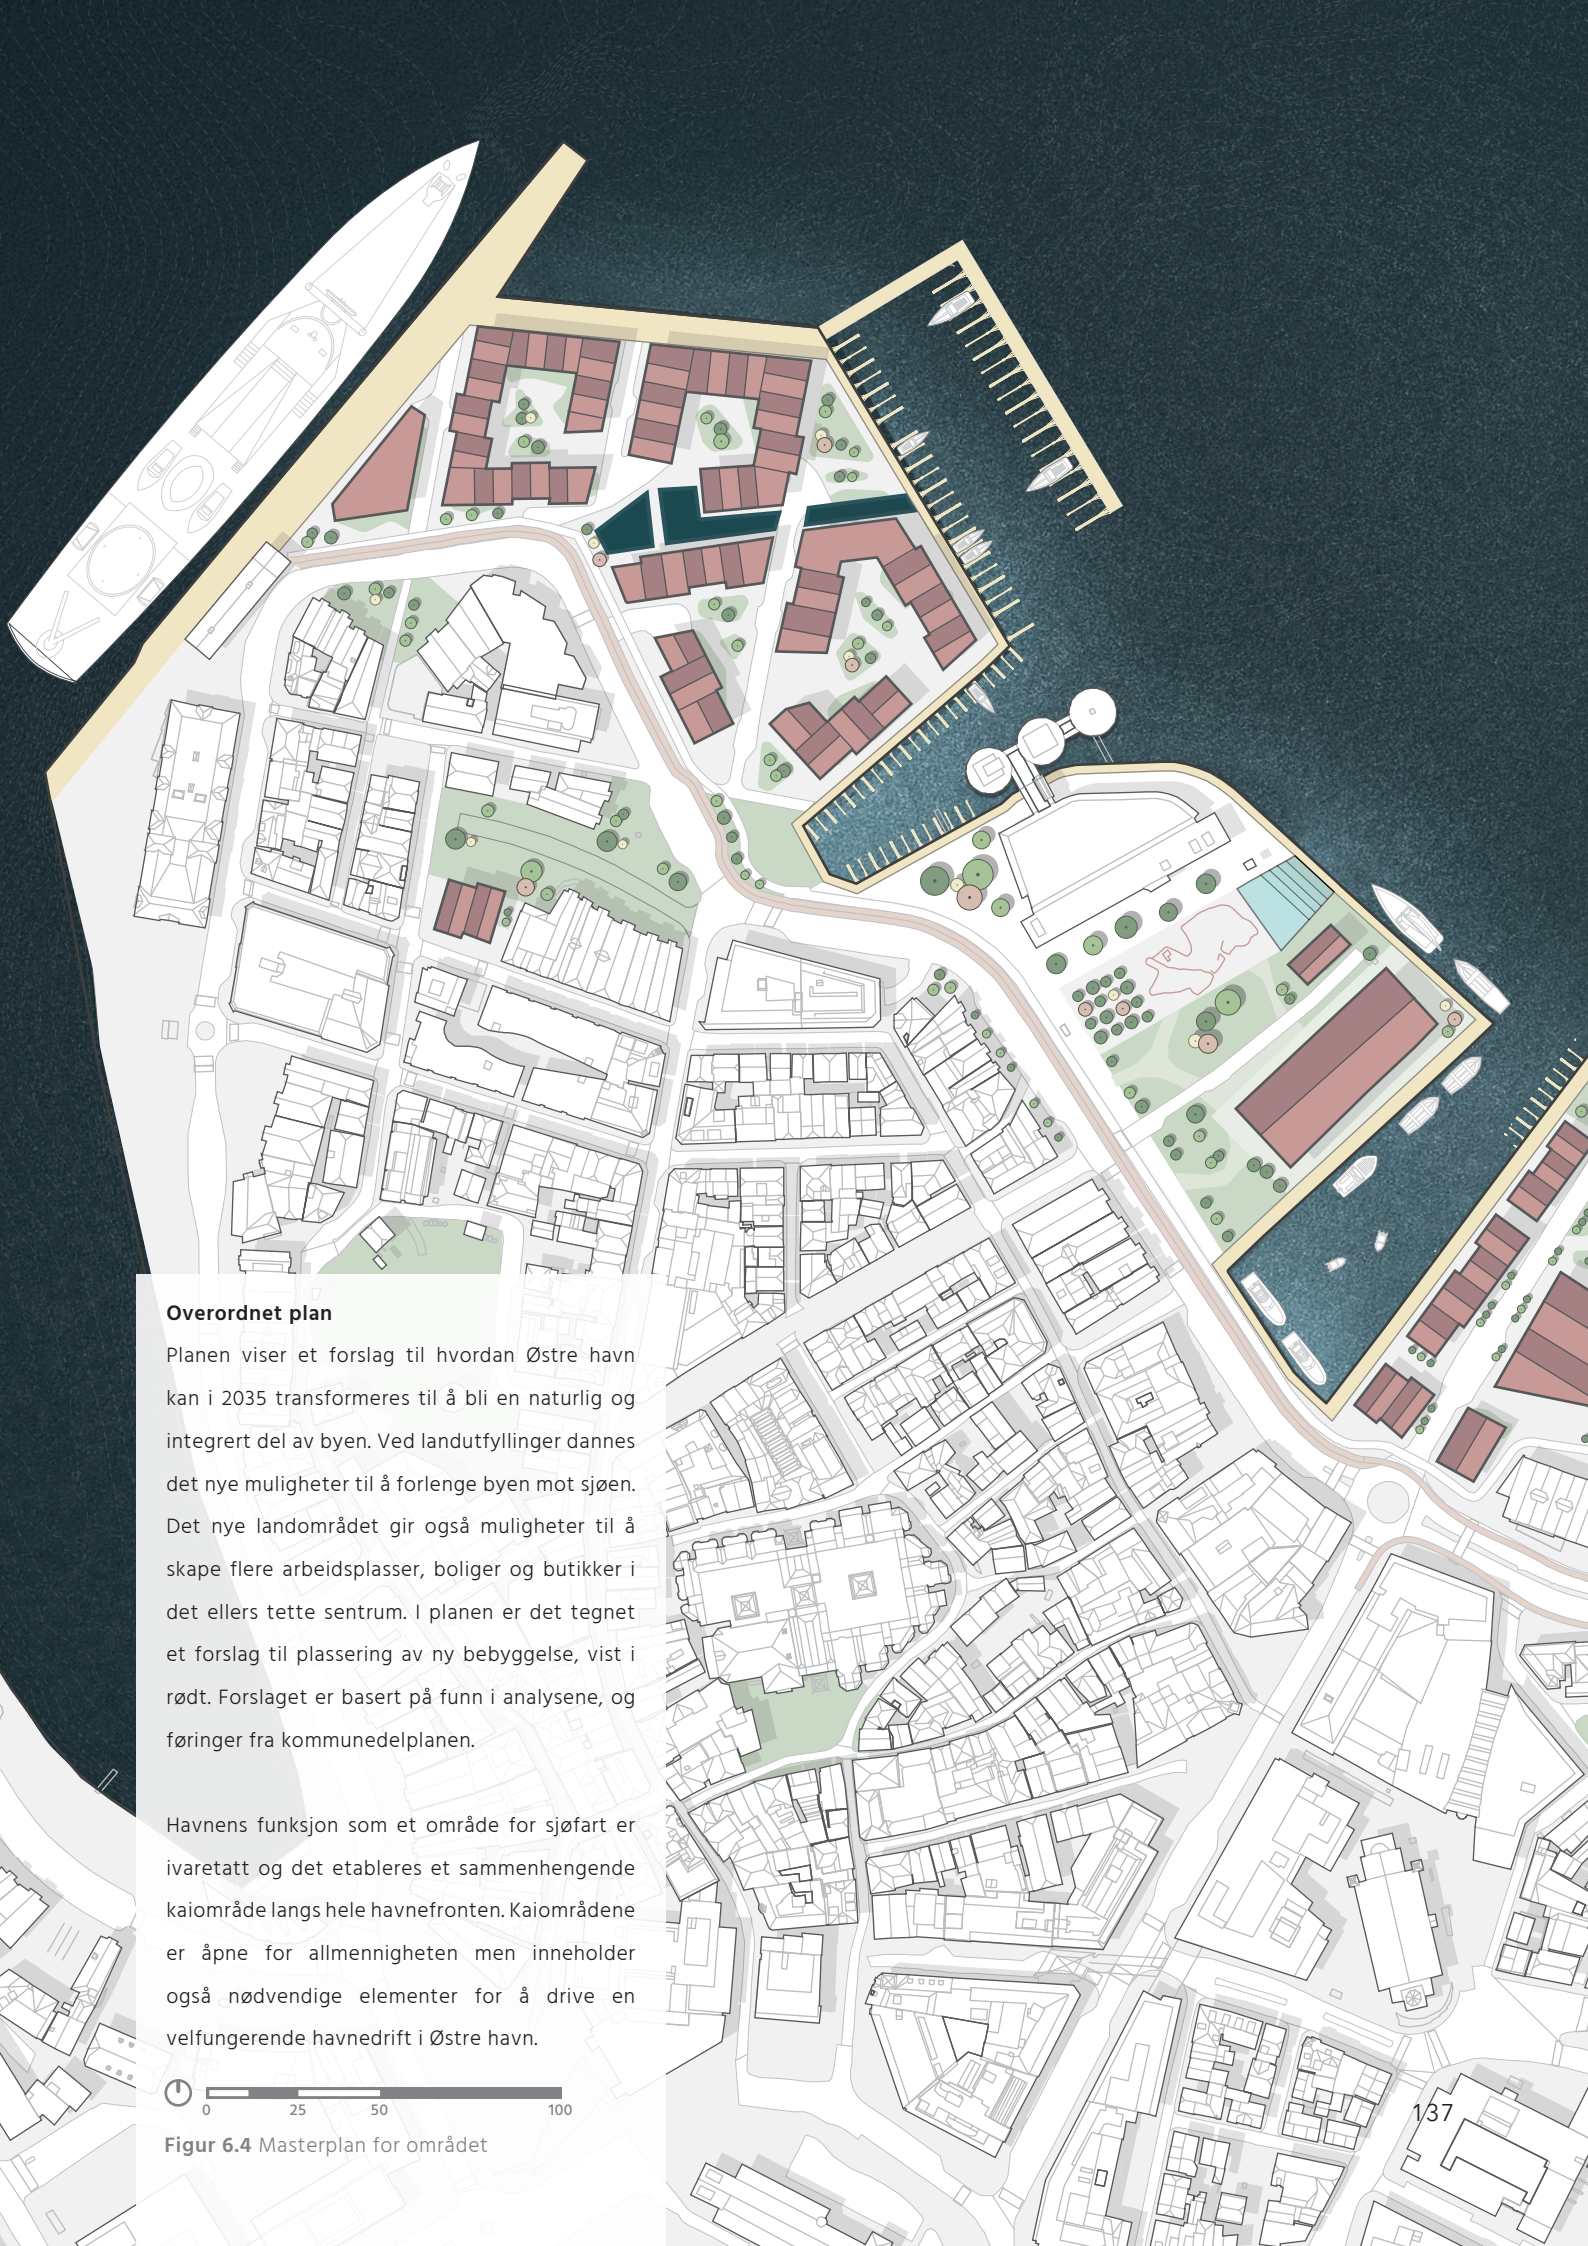 Overordnet plan
Planen viser et forslag til hvordan Østre havn
kan i 2035 transformeres til å bli en naturlig og
integrert del av byen. Ved landutfyllinger dannes
det nye muligheter til å forlenge byen mot sjøen.
Det nye landområdet gir også muligheter til å
skape flere arbeidsplasser, boliger og butikker i
det ellers tette sentrum. I planen er det tegnet
et forslag til plassering av ny bebyggelse, vist i
rødt. Forslaget er basert på funn i analysene, og
føringer fra kommunedelplanen.
Havnens funksjon som et område for sjøfart er
ivaretatt og det etableres et sammenhengende
kaiområde langs hele havnefronten. Kaiområdene
er åpne for allmennigheten men inneholder
også nødvendige elementer for å drive en
velfungerende havnedrift i Østre havn.
0 25 50 100
Figur 6.4 Masterplan for området
137